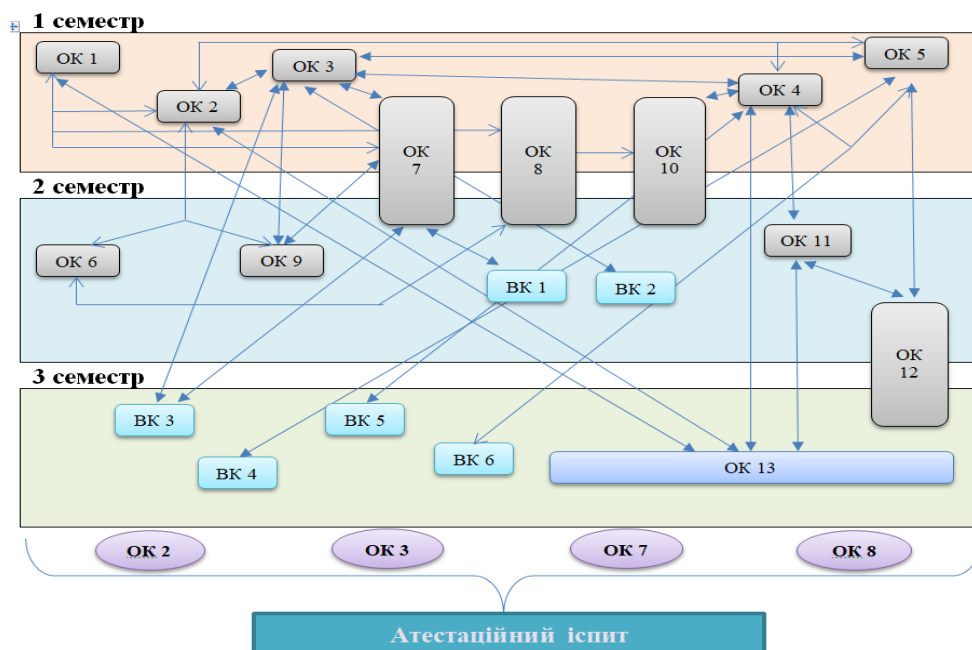 1 семестр
ОК 1
ОК 2
ОК 3
ОК 4
ОК 5
ОК
7
ОК
8
ОК
10
2 семестр
ОК 6
ОК 9
ВК 1
ВК 2
ОК 11
ОК
12
3 семестр
ВК 3
ВК 4
ВК 5
ВК 6
ОК 13
ОК 2
ОК 3
ОК 7
ОК 8
Атестаційний іспит